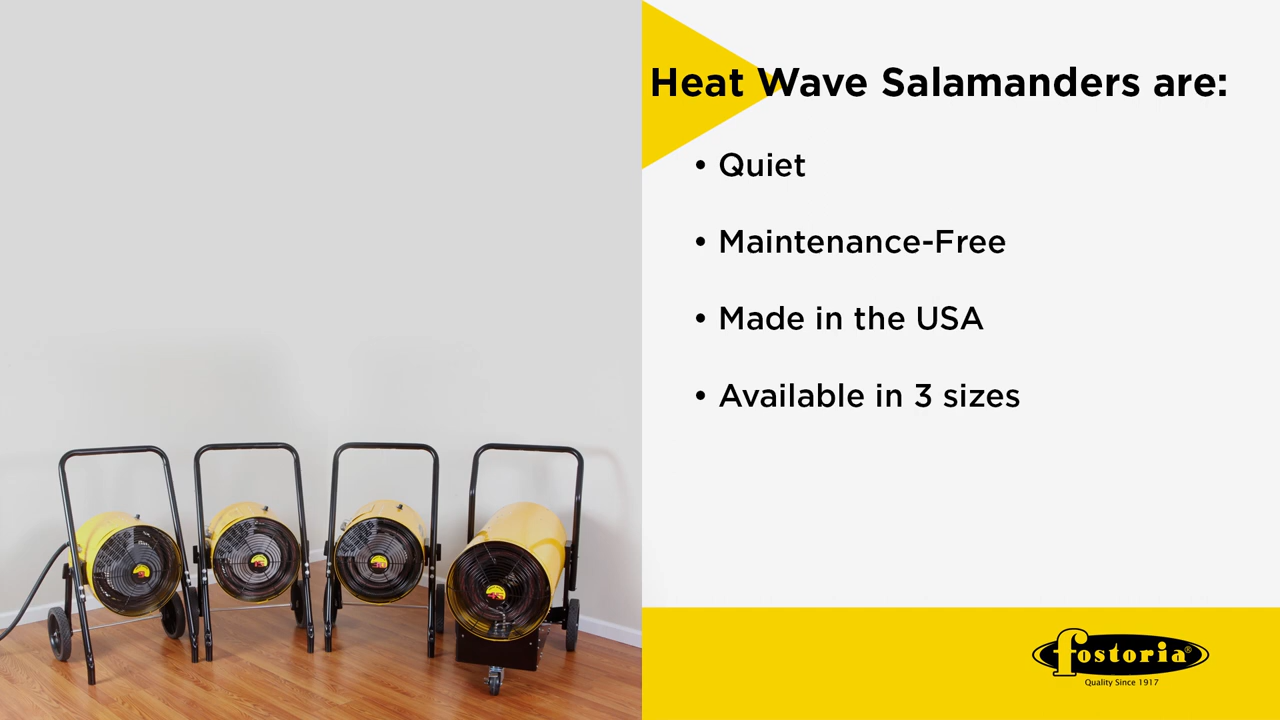 Heat Wave Salamanders are:
• Quiet
• Maintenance-Free
• Made in the USA
• Available in 3 sizes
fostoria®
Quality Since 1917